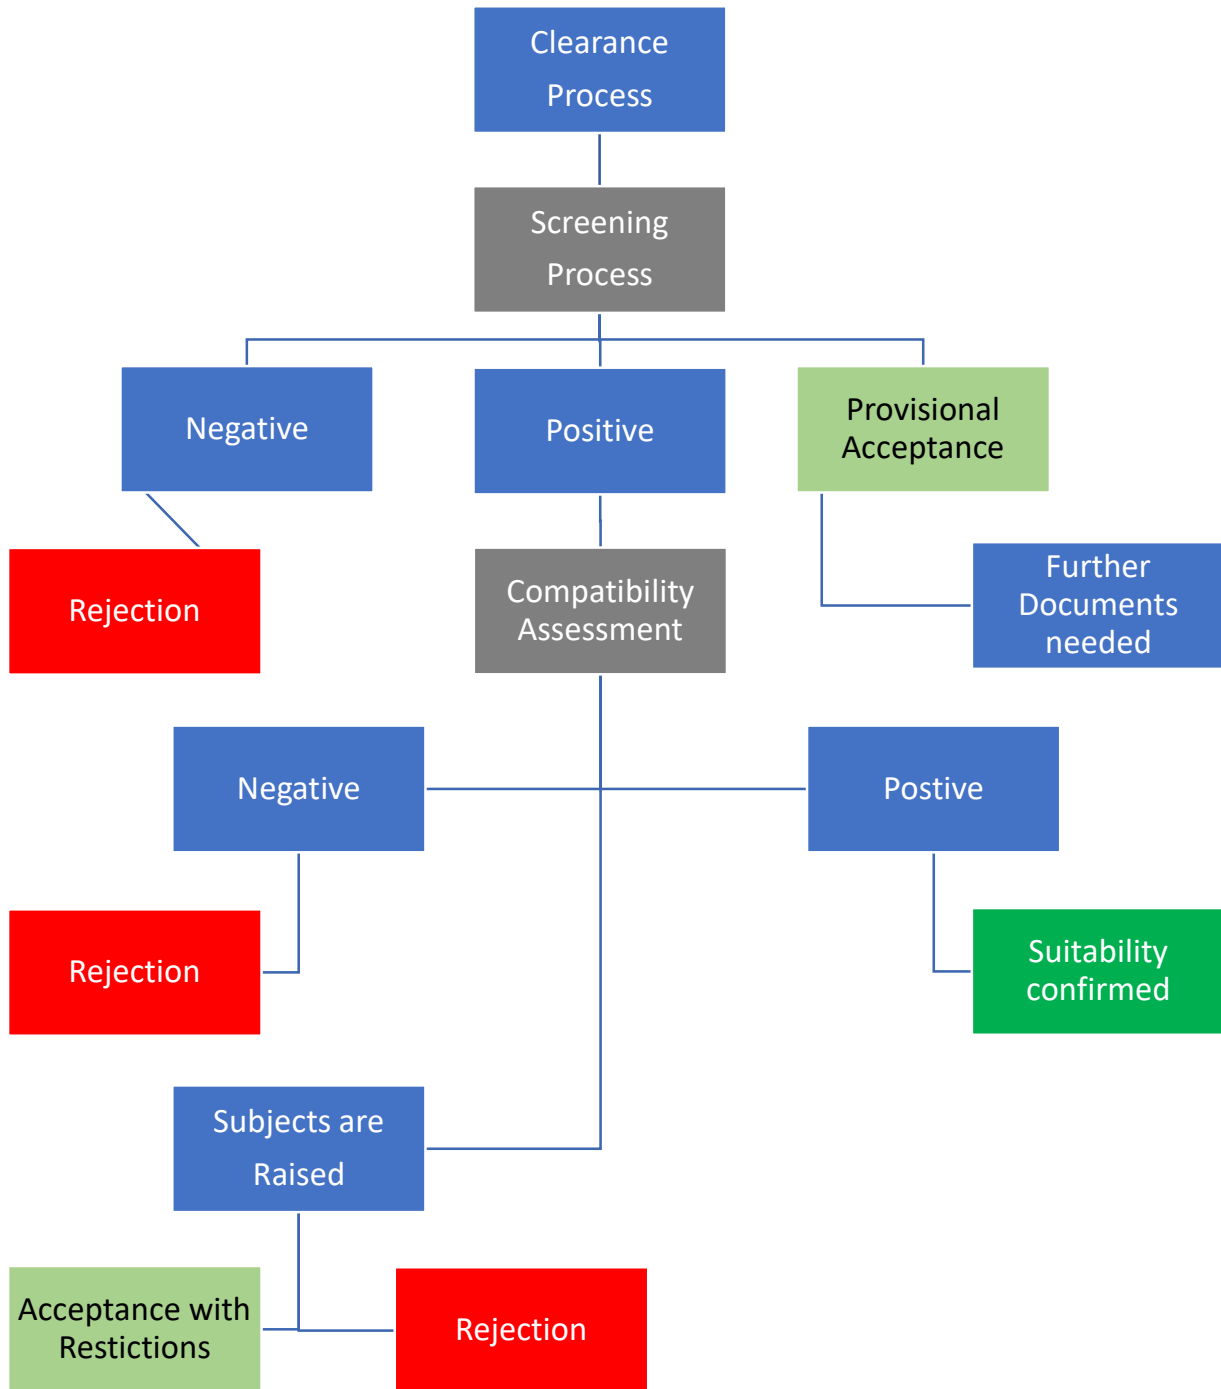 Clearance
Process
Screening
Process
Negative
Positive
Provisional
Acceptance
Rejection
Compatibility
Assessment
Further
Documents
needed
Negative
Postive
Rejection
Suitability
confirmed
Subjects are
Raised
Acceptance with
Restictions
Rejection